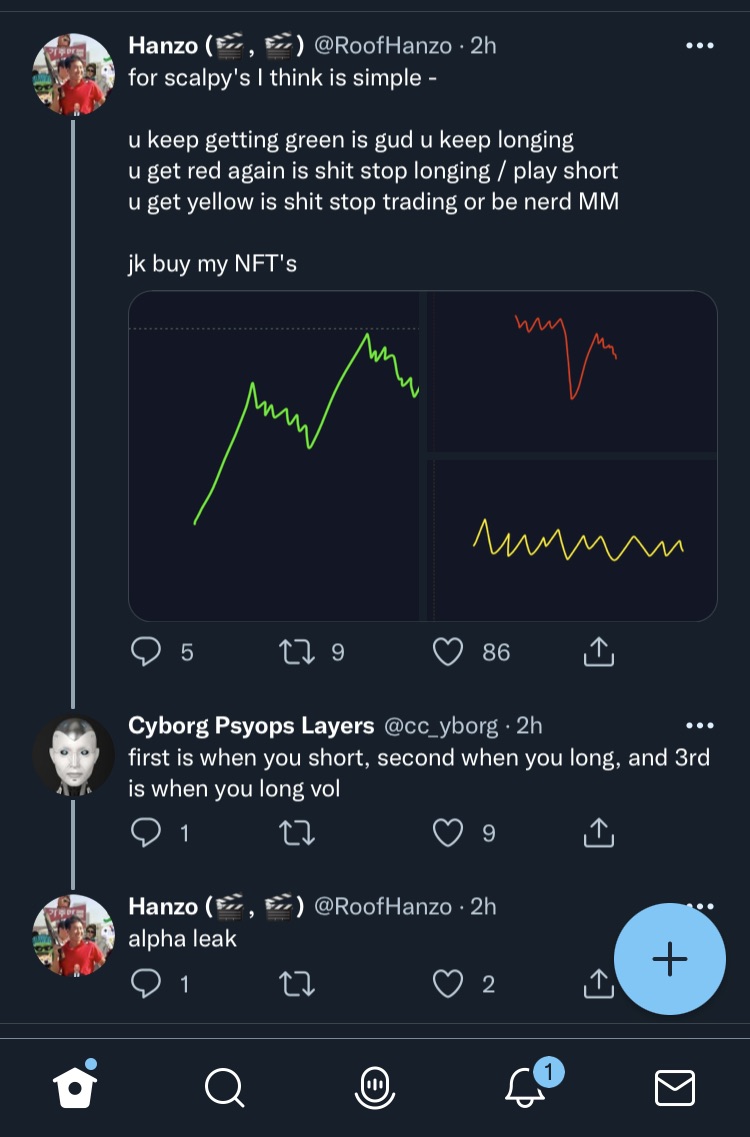 Hanzo (🎬, 🎬) @RoofHanzo · 2h
for scalpy's I think is simple -
u keep getting green is gud u keep longing
u get red again is shit stop longing / play short
u get yellow is shit stop trading or be nerd MM
jk buy my NFT's
5 9 86
Cyborg Psyops Layers @cc_yborg · 2h
first is when you short, second when you long, and 3rd
is when you long vol
1 9
Hanzo (🎬, 🎬) @RoofHanzo · 2h
alpha leak
1 2
1